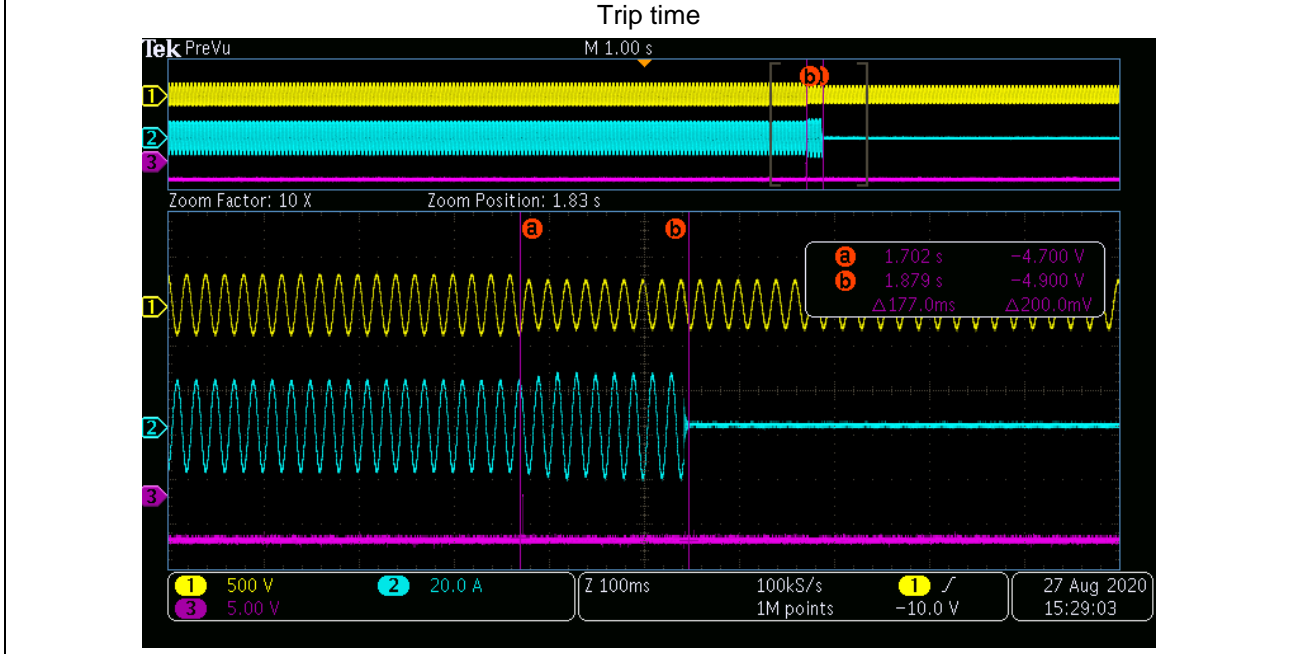 Trip time
Tek PreVu M 1.00 s
b
1
2
3
Zoom Factor: 10 X Zoom Position: 1.83 s
a b
a 1.702 s -4.700 V
b 1.879 s -4.900 V
△177.0ms △200.0mV
1
2
3
1 500 V 2 20.0 A Z 100ms 100kS/s 1 27 Aug 2020
3 5.00 V 1M points -10.0 V 15:29:03